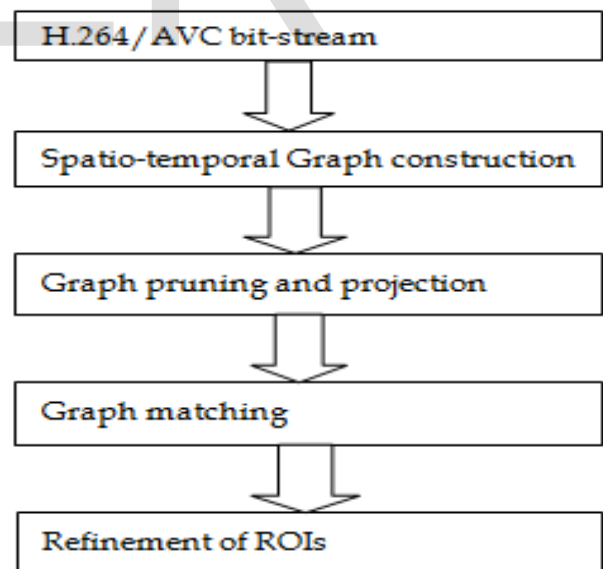 H.264/AVC bit-stream
Spatio-temporal Graph construction
Graph pruning and projection
Graph matching
Refinement of ROIs